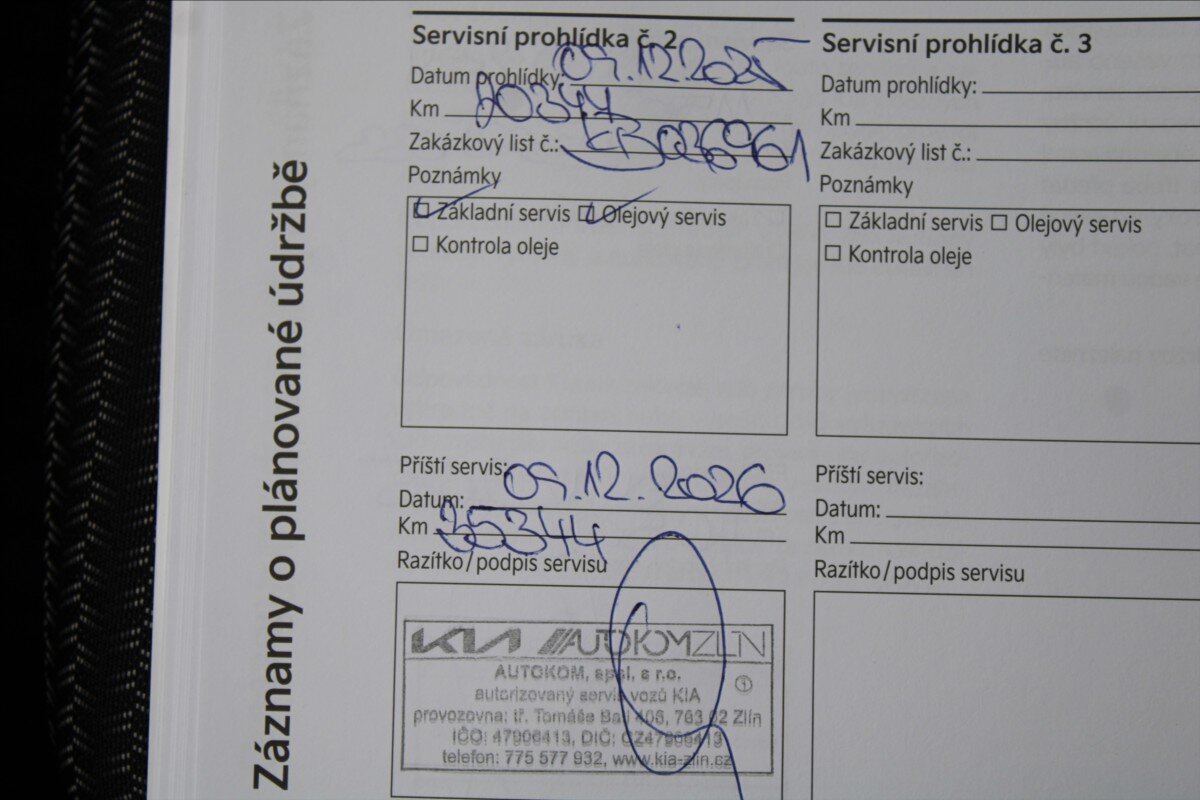 Záznamy o plánované údržbě
Servisní prohlídka č. 2
Datum prohlídky: 09.12.2025
Km
Zakázkový list č.:
Poznámky
Základní servis Olejový servis
Kontrola oleje
Příští servis:
Datum: 09.12.2026
Km 35344
Razítko/podpis servisu
KIA AUTOKOMZLÍN
AUTOKOM, spol. s r.o.
autorizovaný servis vozů KIA
provozovna: tř. Tomáše Bati 406, 763 02 Zlín
IČO: 47906413, DIČ: CZ47906413
telefon: 775 577 932, www.kia-zlin.cz
Servisní prohlídka č. 3
Datum prohlídky:
Km
Zakázkový list č.:
Poznámky
Základní servis Olejový servis
Kontrola oleje
Příští servis:
Datum:
Km
Razítko/podpis servisu